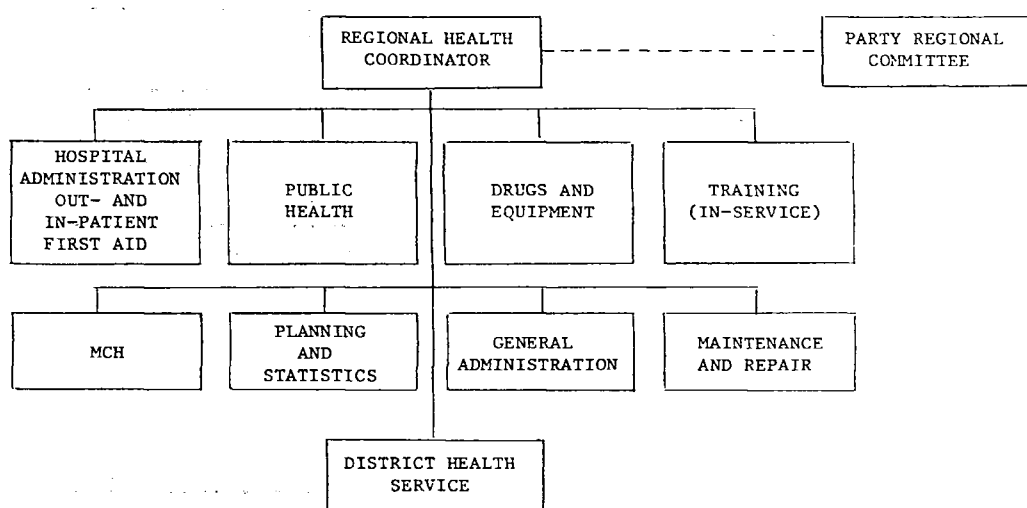 REGIONAL HEALTH
COORDINATOR
PARTY REGIONAL
COMMITTEE
HOSPITAL
ADMINISTRATION
OUT- AND
IN-PATIENT
FIRST AID
PUBLIC
HEALTH
DRUGS AND
EQUIPMENT
TRAINING
(IN-SERVICE)
MCH
PLANNING
AND
STATISTICS
GENERAL
ADMINISTRATION
MAINTENANCE
AND REPAIR
DISTRICT HEALTH
SERVICE